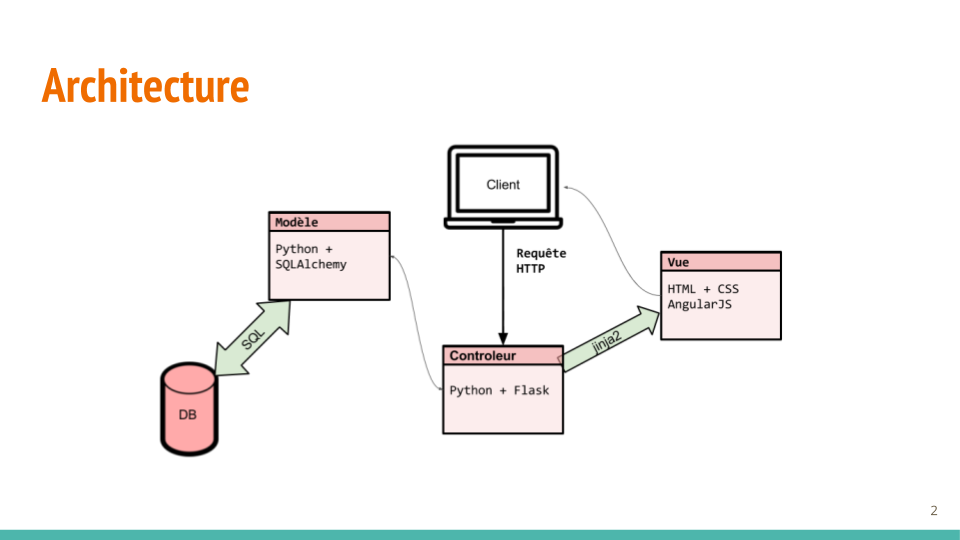 Architecture
Client
Modèle
Python +
SQLAlchemy
Requête
HTTP
Vue
HTML + CSS
AngularJS
SQL
jinja2
Controleur
Python + Flask
DB
2